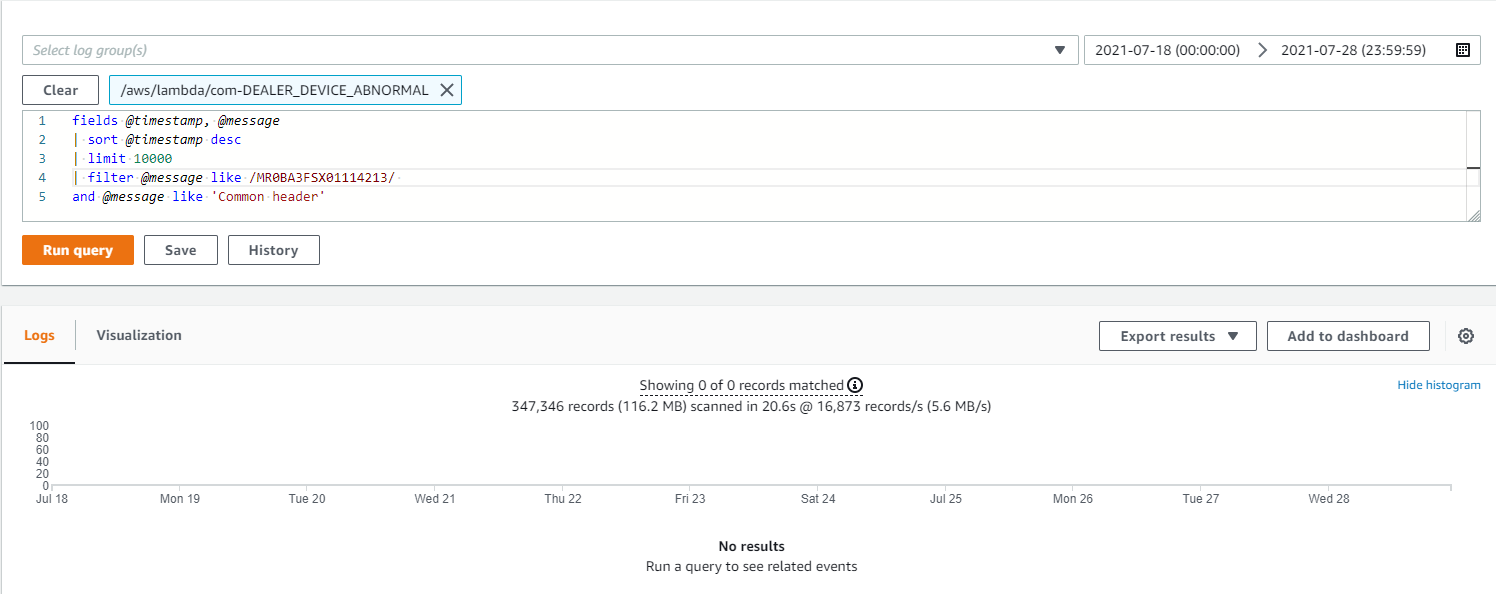 Select log group(s)
2021-07-18 (00:00:00) > 2021-07-28 (23:59:59)
Clear
/aws/lambda/com-DEALER_DEVICE_ABNORMAL
1 fields @timestamp, @message
2 | sort @timestamp desc
3 | limit 10000
4 | filter @message like /MR0BA3FSX01114213/
5 and @message like 'Common header'
Run query
Save
History
Logs
Visualization
Export results
Add to dashboard
Showing 0 of 0 records matched
Hide histogram
347,346 records (116.2 MB) scanned in 20.6s @ 16,873 records/s (5.6 MB/s)
100
80
60
40
20
0
Jul 18 Mon 19 Tue 20 Wed 21 Thu 22 Fri 23 Sat 24 Jul 25 Mon 26 Tue 27 Wed 28
No results
Run a query to see related events